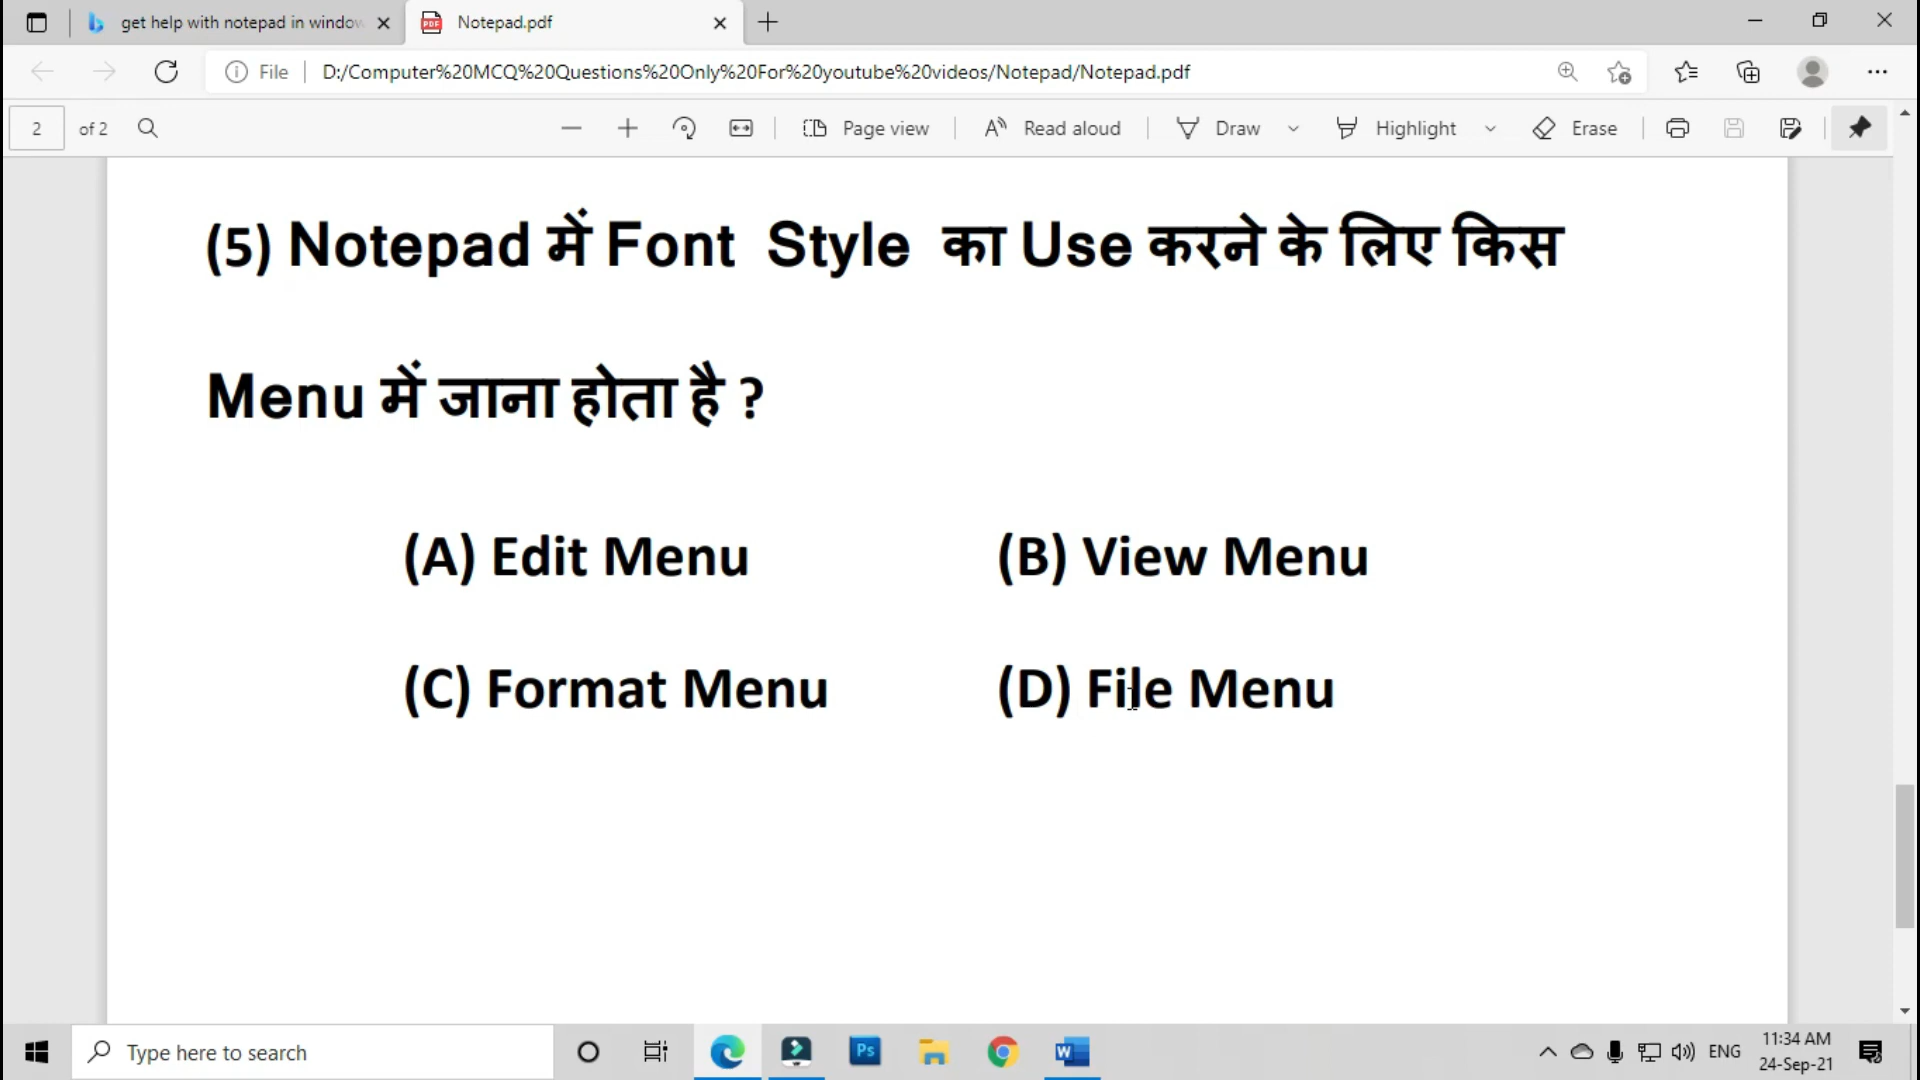 get help with notepad in window
Notepad.pdf
File
D:/Computer%20MCQ%20Questions%20Only%20For%20youtube%20videos/Notepad/Notepad.pdf
2 of 2
Page view
Read aloud
Draw
Highlight
Erase
(5) Notepad में Font Style का Use करने के लिए किस
Menu में जाना होता है ?
(A) Edit Menu (B) View Menu
(C) Format Menu (D) File Menu
Type here to search
Ps
W
ENG
11:34 AM
24-Sep-21